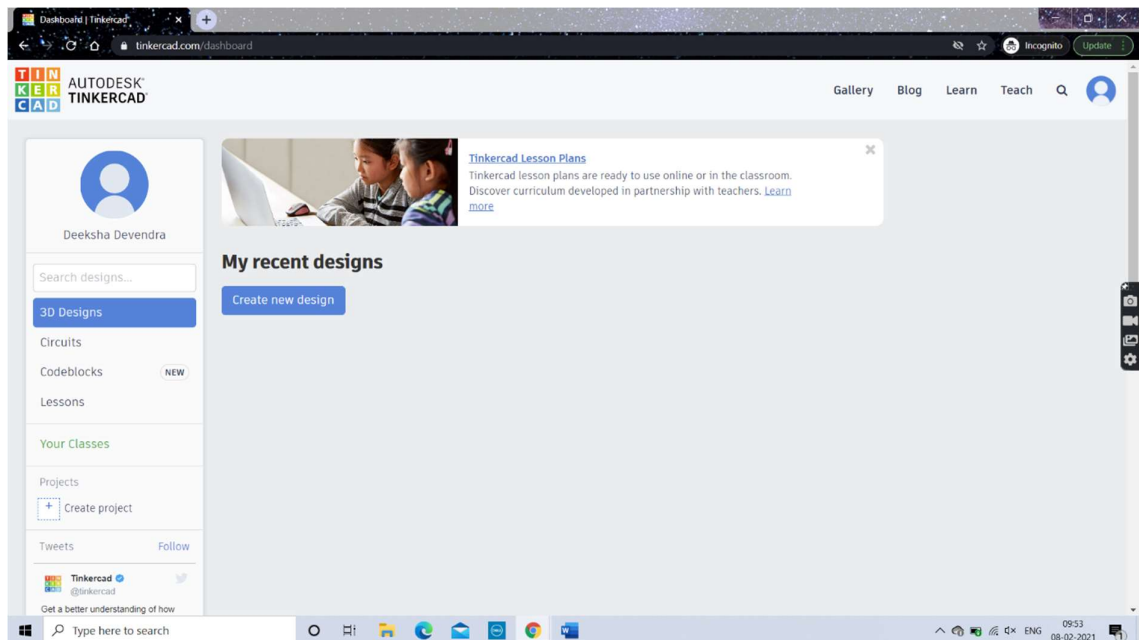 Dashboard | Tinkercad
tinkercad.com/dashboard
Incognito
Update
TIN
KER
CAD
AUTODESK®
TINKERCAD®
Gallery
Blog
Learn
Teach
Deeksha Devendra
Search designs...
3D Designs
Circuits
Codeblocks
NEW
Lessons
Your Classes
Projects
+ Create project
Tweets
Follow
Tinkercad
@tinkercad
Get a better understanding of how
Tinkercad Lesson Plans
Tinkercad lesson plans are ready to use online or in the classroom.
Discover curriculum developed in partnership with teachers. Learn
more
My recent designs
Create new design
Type here to search
W
ENG
09:53
08-02-2021